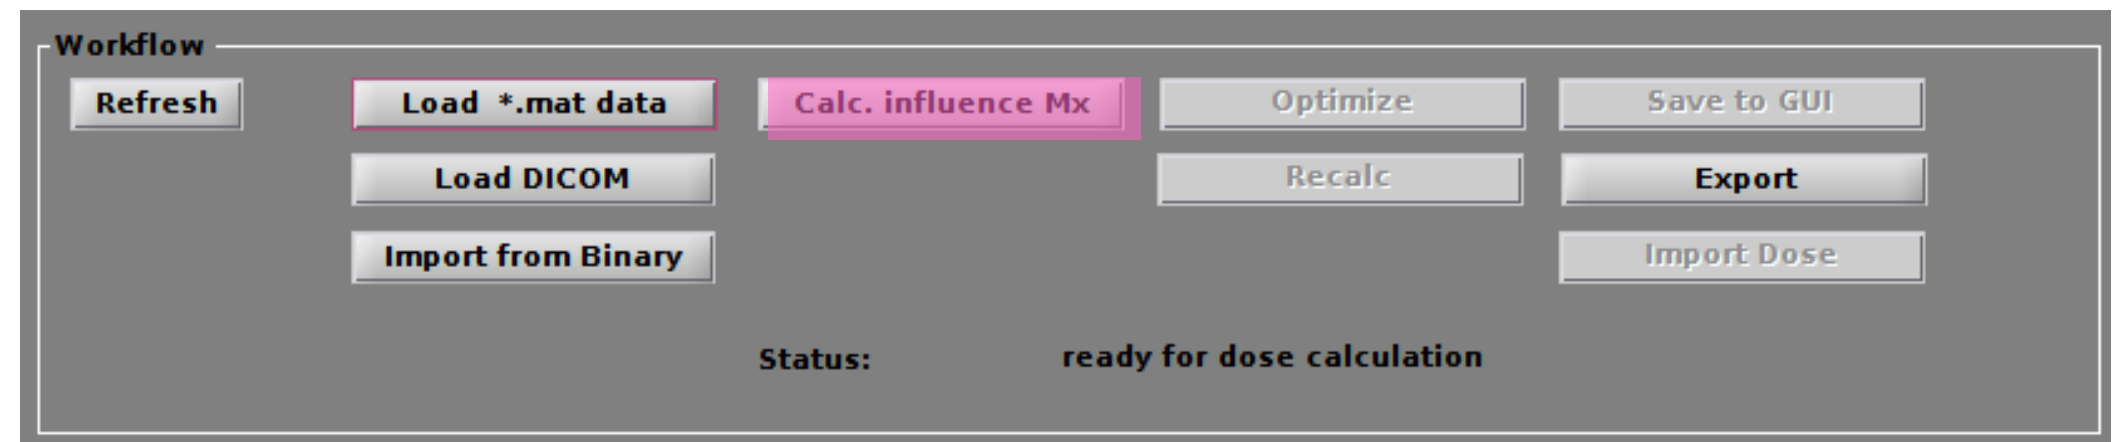 Workflow
Refresh
Load *.mat data
Calc. influence Mx
Optimize
Save to GUI
Load DICOM
Recalc
Export
Import from Binary
Import Dose
Status: ready for dose calculation